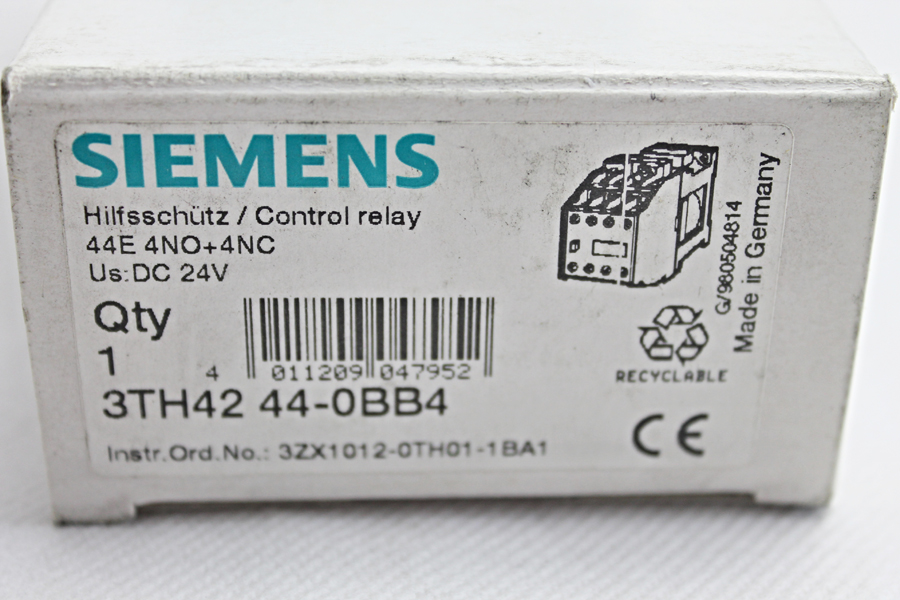 SIEMENS
Hilfsschütz / Control relay
44E 4NO+4NC
Us:DC 24V
Qty
1
4 011209 047952
3TH42 44-0BB4
Instr.Ord.No.: 3ZX1012-0TH01-1BA1
G/980504814
Made in Germany
RECYCLABLE
CE